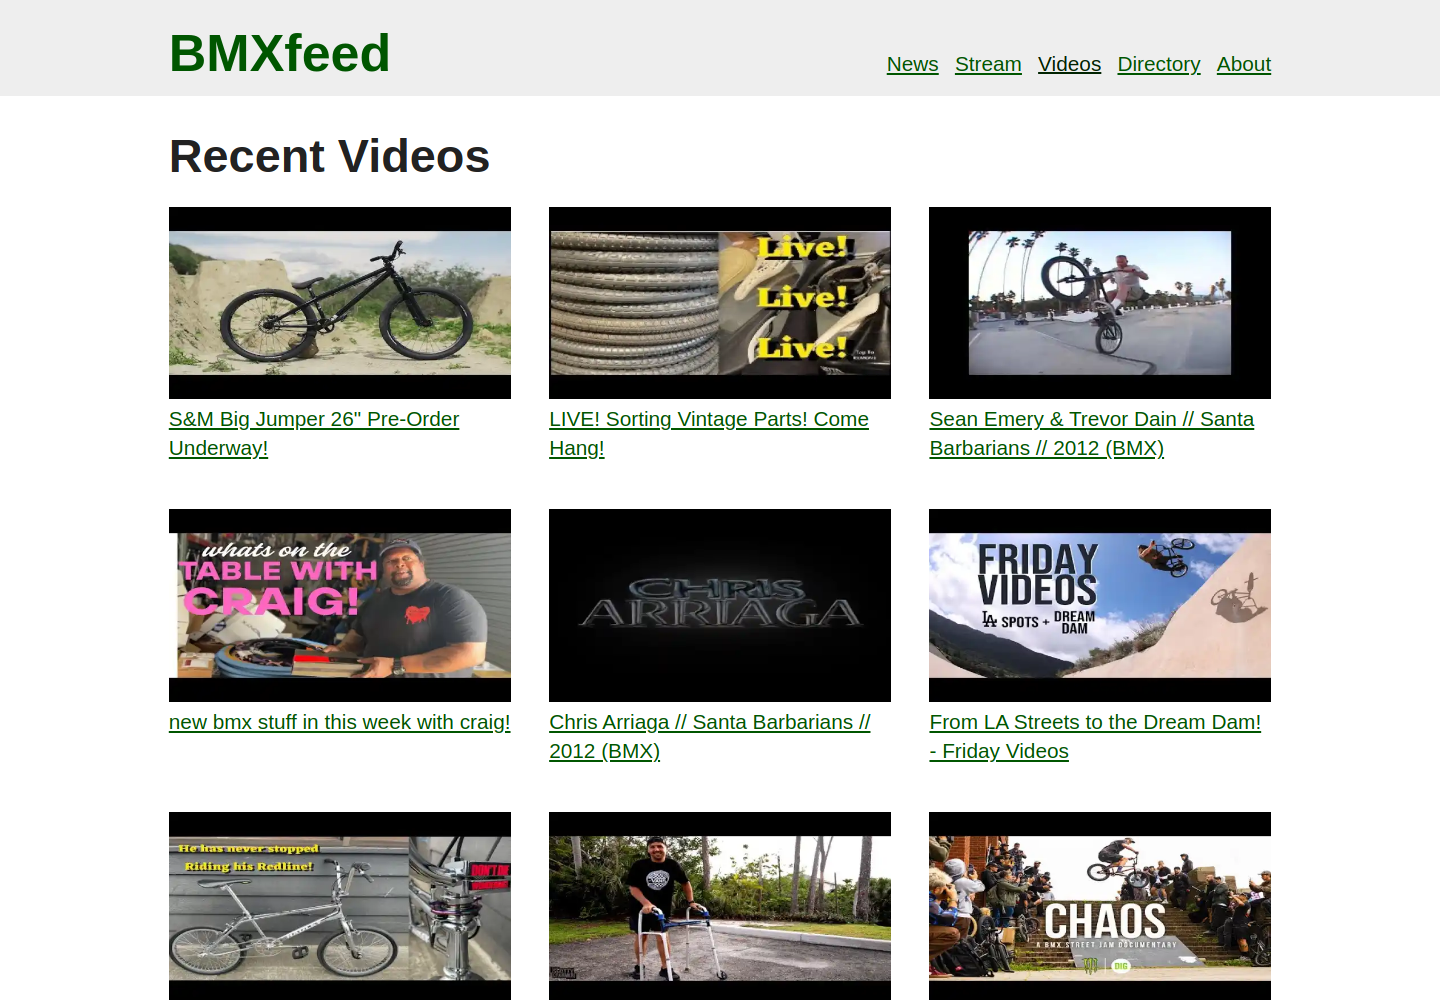 BMXfeed
News Stream Videos Directory About
Recent Videos
Live!
Live!
Live!
S&M Big Jumper 26" Pre-Order
Underway!
LIVE! Sorting Vintage Parts! Come
Hang!
Sean Emery & Trevor Dain // Santa
Barbarians // 2012 (BMX)
whats on the
TABLE WITH
CRAIG!
CHRIS
ARRIAGA
FRIDAY
VIDEOS
LA SPOTS + DREAM
DAM
new bmx stuff in this week with craig!
Chris Arriaga // Santa Barbarians //
2012 (BMX)
From LA Streets to the Dream Dam!
- Friday Videos
He has never stopped
Riding his Redline!
CHAOS
A BMX STREET JAM DOCUMENTARY
DIG